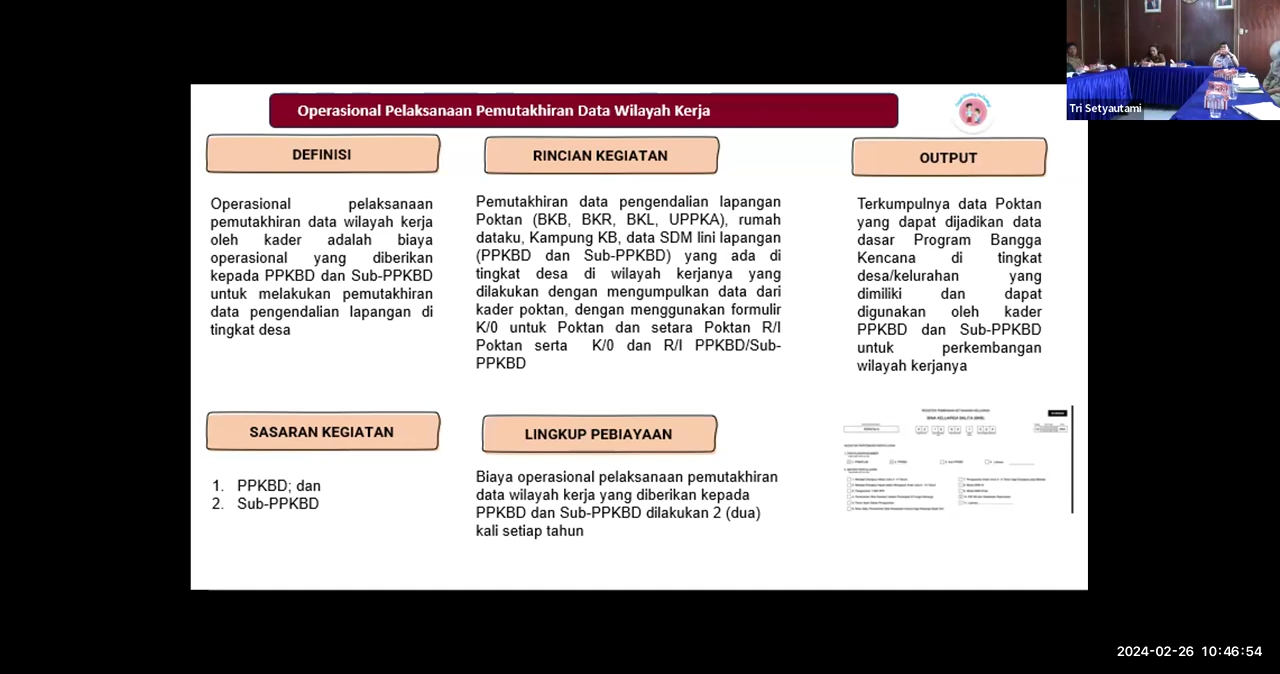 Tri Setyautami
Operasional Pelaksanaan Pemutakhiran Data Wilayah Kerja
DEFINISI
Operasional pelaksanaan
pemutakhiran data wilayah kerja
oleh kader adalah biaya
operasional yang diberikan
kepada PPKBD dan Sub-PPKBD
untuk melakukan pemutakhiran
data pengendalian lapangan di
tingkat desa
RINCIAN KEGIATAN
Pemutakhiran data pengendalian lapangan
Poktan (BKB, BKR, BKL, UPPKA), rumah
dataku, Kampung KB, data SDM lini lapangan
(PPKBD dan Sub-PPKBD) yang ada di
tingkat desa di wilayah kerjanya yang
dilakukan dengan mengumpulkan data dari
kader poktan, dengan menggunakan formulir
K/0 untuk Poktan dan setara Poktan R/I
Poktan serta K/0 dan R/I PPKBD/Sub-
PPKBD
OUTPUT
Terkumpulnya data Poktan
yang dapat dijadikan data
dasar Program Bangga
Kencana di tingkat
desa/kelurahan yang
dimiliki dan dapat
digunakan oleh kader
PPKBD dan Sub-PPKBD
untuk perkembangan
wilayah kerjanya
SASARAN KEGIATAN
1. PPKBD; dan
2. Sub-PPKBD
LINGKUP PEBIAYAAN
Biaya operasional pelaksanaan pemutakhiran
data wilayah kerja yang diberikan kepada
PPKBD dan Sub-PPKBD dilakukan 2 (dua)
kali setiap tahun
2024-02-26 10:46:54